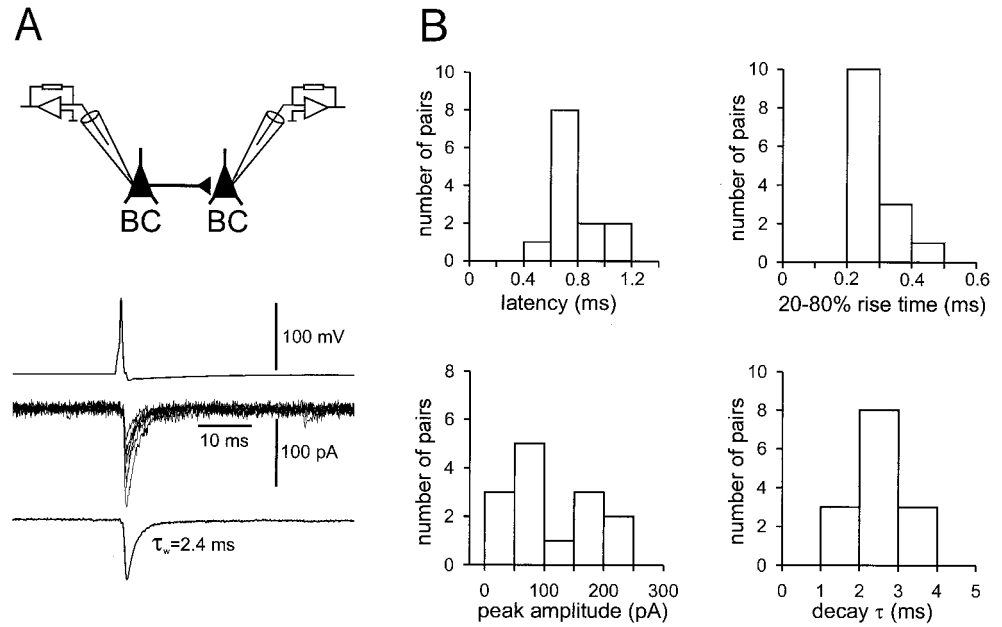 A
BC
BC
100 mV
10 ms
100 pA
τw=2.4 ms
B
number of pairs
10
8
6
4
2
0
0
0.4
0.8
1.2
latency (ms)
number of pairs
10
8
6
4
2
0
0
0.2
0.4
0.6
20-80% rise time (ms)
number of pairs
8
6
4
2
0
0
100
200
300
peak amplitude (pA)
number of pairs
10
8
6
4
2
0
0
1
2
3
4
5
decay τ (ms)